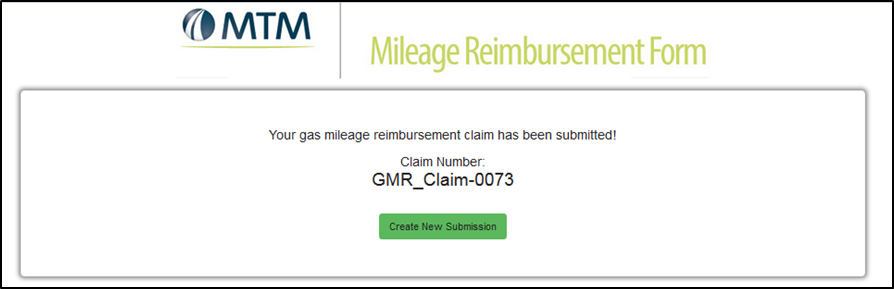 MTM
Mileage Reimbursement Form
Your gas mileage reimbursement claim has been submitted!
Claim Number:
GMR_Claim-0073
Create New Submission